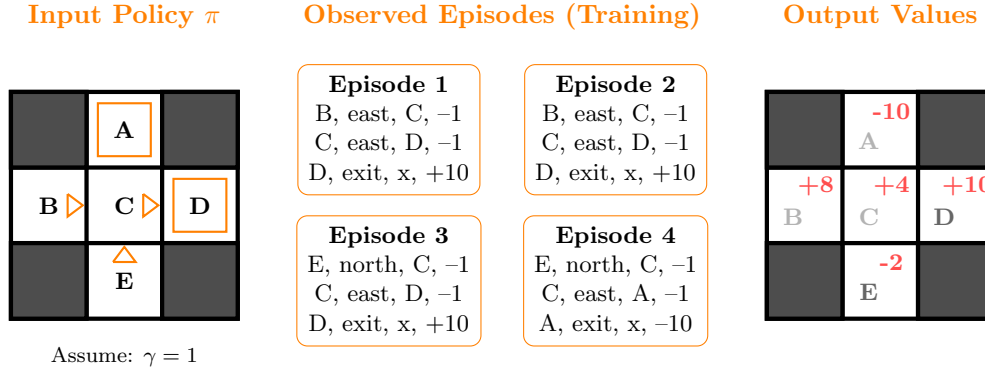 Input Policy π
Observed Episodes (Training)
Output Values
A
B
C
D
E
Assume: γ = 1
Episode 1
B, east, C, –1
C, east, D, –1
D, exit, x, +10
Episode 2
B, east, C, –1
C, east, D, –1
D, exit, x, +10
Episode 3
E, north, C, –1
C, east, D, –1
D, exit, x, +10
Episode 4
E, north, C, –1
C, east, A, –1
A, exit, x, –10
-10
A
+8
B
+4
C
+10
D
-2
E